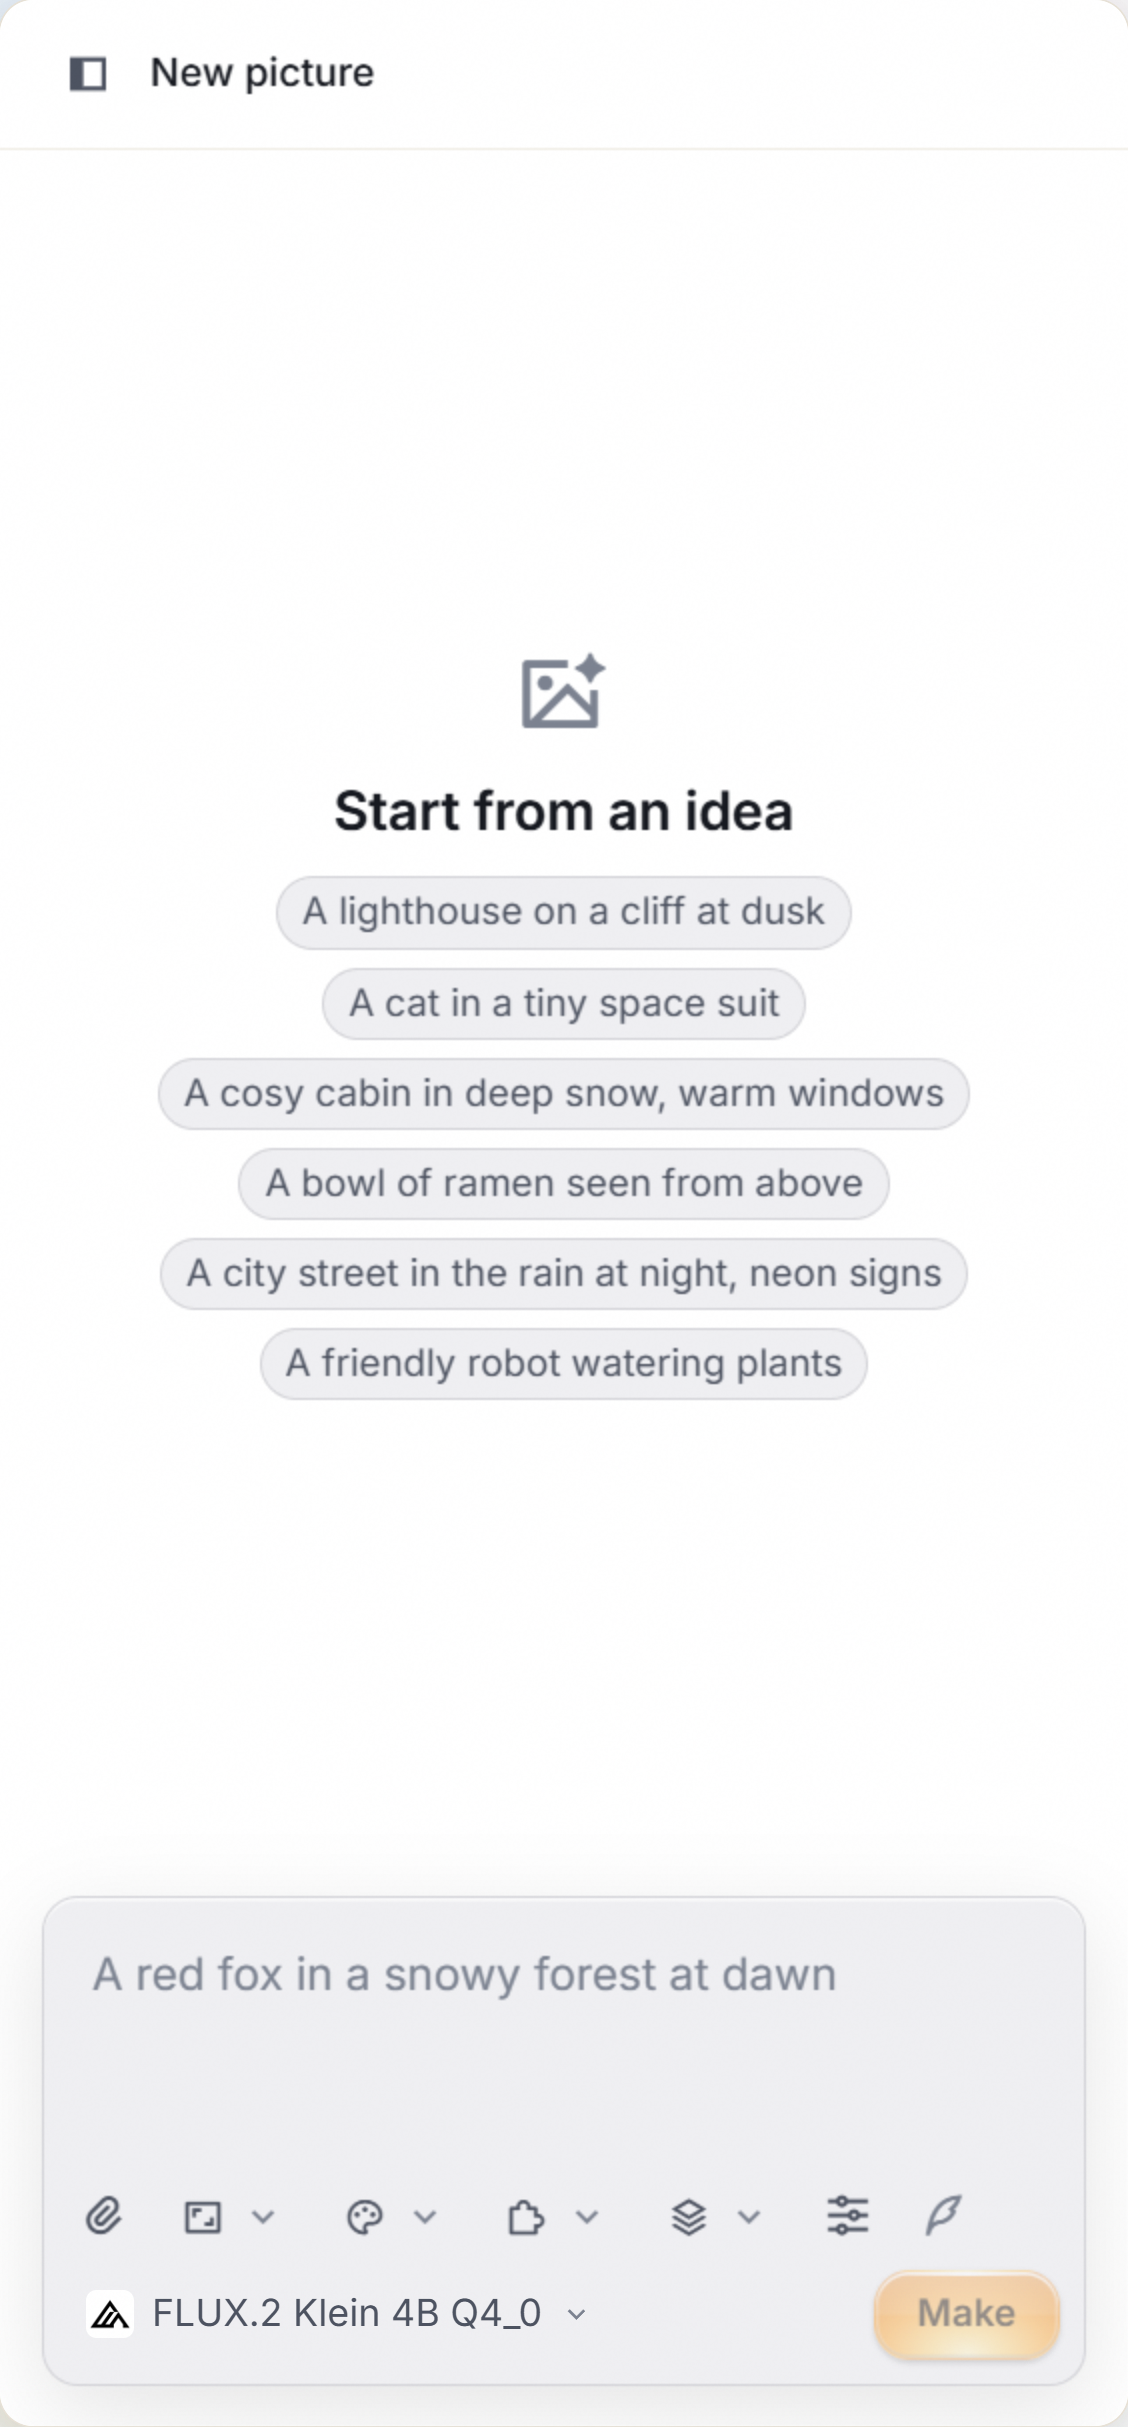 New picture
Start from an idea
A lighthouse on a cliff at dusk
A cat in a tiny space suit
A cosy cabin in deep snow, warm windows
A bowl of ramen seen from above
A city street in the rain at night, neon signs
A friendly robot watering plants
A red fox in a snowy forest at dawn
FLUX.2 Klein 4B Q4_0
Make